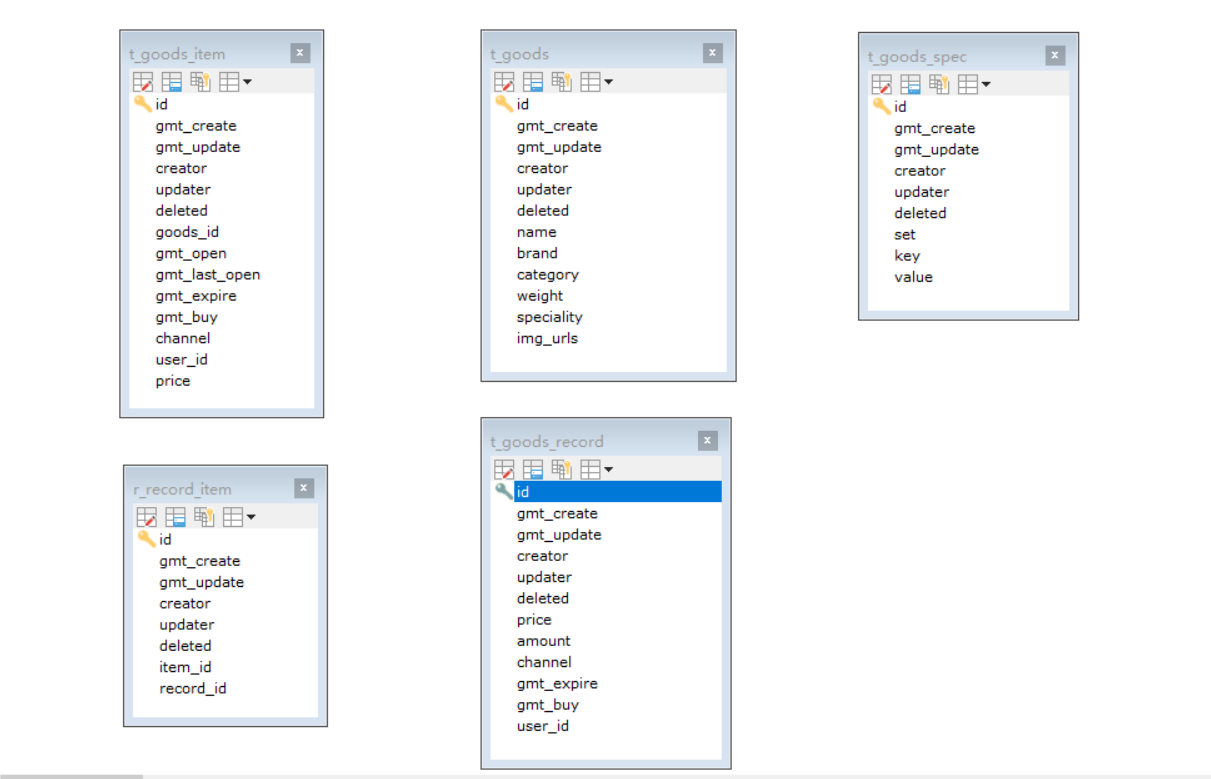 t_goods_item
id
gmt_create
gmt_update
creator
updater
deleted
goods_id
gmt_open
gmt_last_open
gmt_expire
gmt_buy
channel
user_id
price
t_goods
id
gmt_create
gmt_update
creator
updater
deleted
name
brand
category
weight
speciality
img_urls
t_goods_spec
id
gmt_create
gmt_update
creator
updater
deleted
set
key
value
r_record_item
id
gmt_create
gmt_update
creator
updater
deleted
item_id
record_id
t_goods_record
id
gmt_create
gmt_update
creator
updater
deleted
price
amount
channel
gmt_expire
gmt_buy
user_id